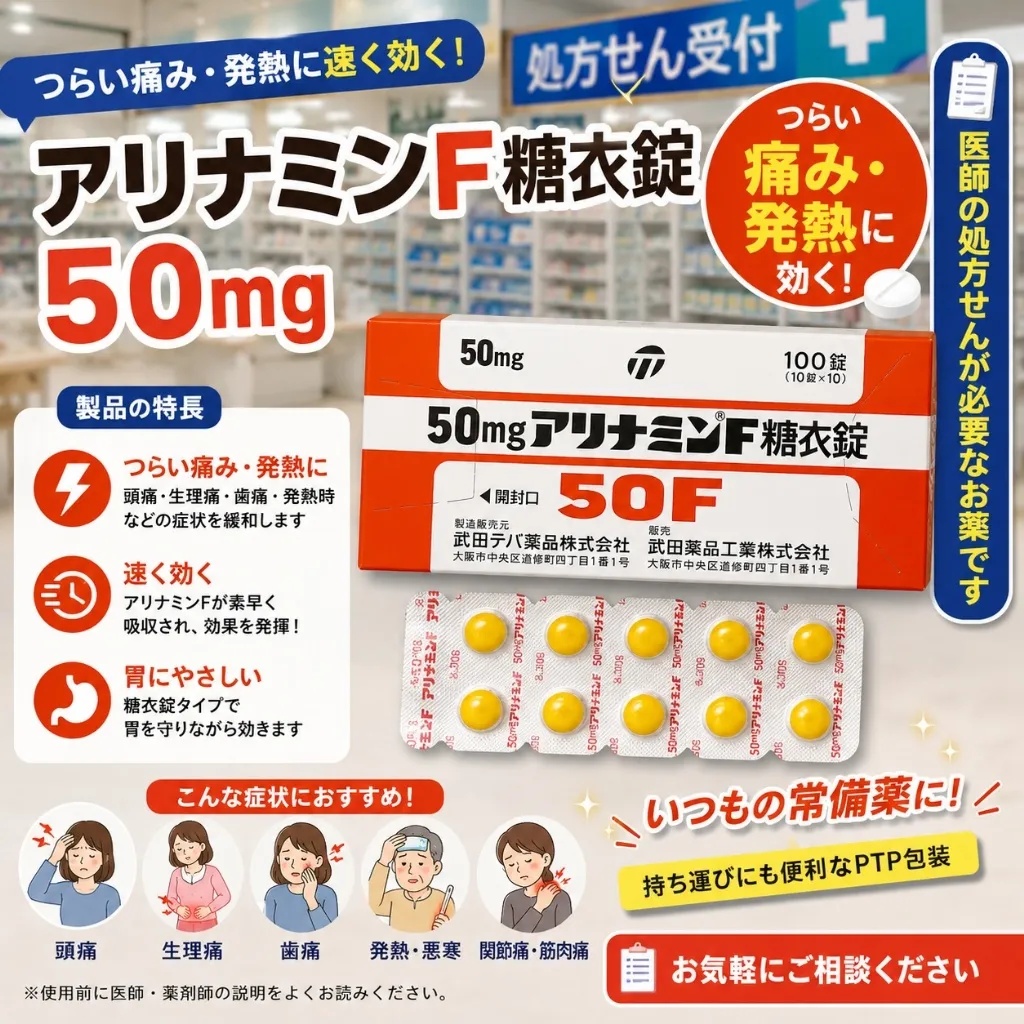 つらい痛み・発熱に速く効く!
処方せん受付
アリナミンF糖衣錠
50mg
つらい
痛み・
発熱に
効く!
医師の処方せんが必要なお薬です
製品の特長
つらい痛み・発熱に
頭痛・生理痛・歯痛・発熱時
などの症状を緩和します
速く効く
アリナミンFが素早く
吸収され、効果を発揮!
胃にやさしい
糖衣錠タイプで
胃を守りながら効きます
50mg
100錠
(10錠×10)
50mgアリナミン®F糖衣錠
◀開封口
50F
製造販売元
武田テバ薬品株式会社
大阪市中央区道修町四丁目1番1号
販売
武田薬品工業株式会社
大阪市中央区道修町四丁目1番1号
50mgアリナミンF
こんな症状におすすめ!
頭痛
生理痛
歯痛
発熱・悪寒
関節痛・筋肉痛
いつもの常備薬に!
持ち運びにも便利なPTP包装
お気軽にご相談ください
※使用前に医師・薬剤師の説明をよくお読みください。